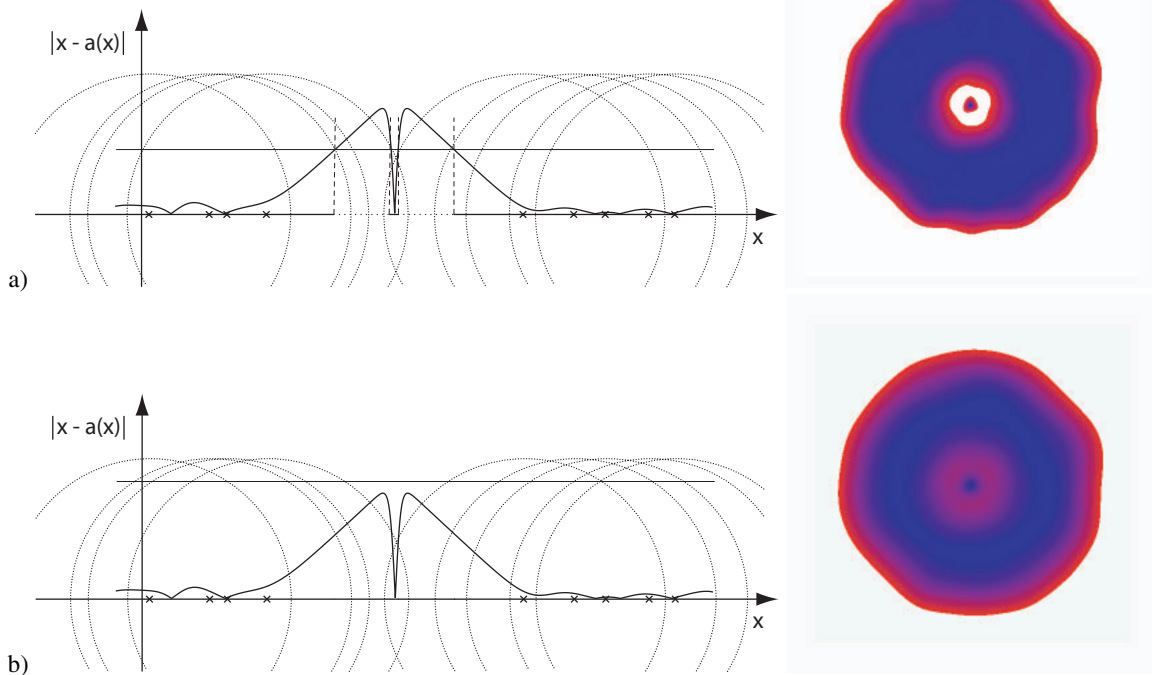 |x - a(x)|
x
a)
|x - a(x)|
x
b)